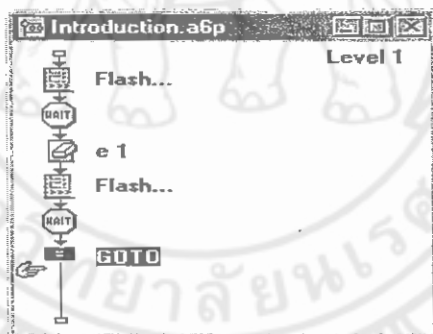 Introduction.a6p
Level 1
Flash...
WAIT
e 1
Flash...
WAIT
GOTO